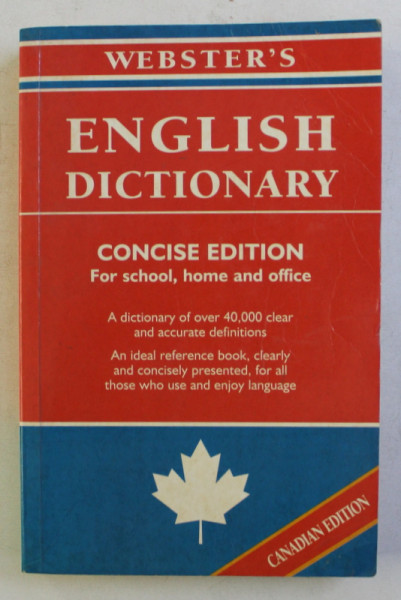 WEBSTER'S
ENGLISH
DICTIONARY
CONCISE EDITION
For school, home and office
A dictionary of over 40,000 clear
and accurate definitions
An ideal reference book, clearly
and concisely presented, for all
those who use and enjoy language
CANADIAN EDITION